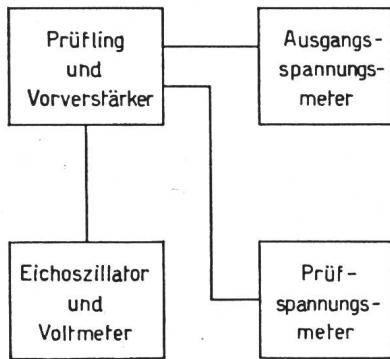 Prüfling
und
Vorverstärker
Ausgangs-
spannungs-
meter
Eichoszillator
und
Voltmeter
Prüf-
spannungs-
meter